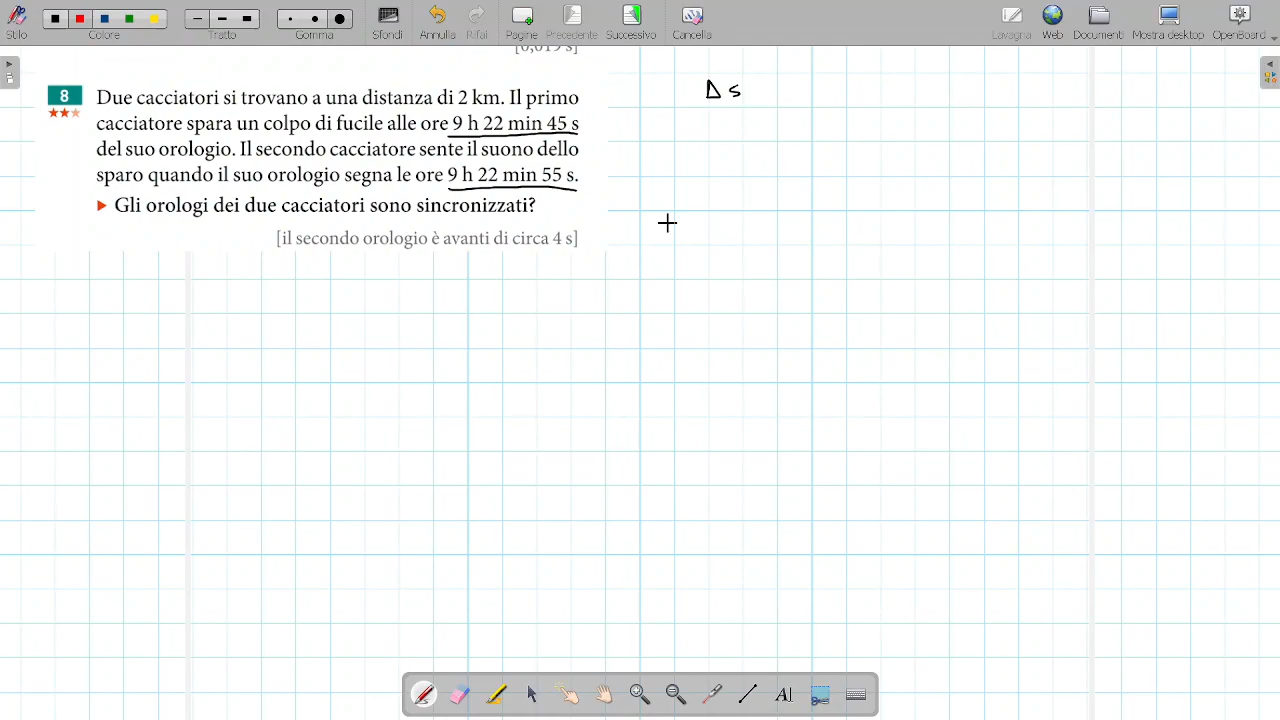 Stilo
Colore
Tratto
Gomma
Sfondi
Annulla
Rifai
Pagine
Precedente
Successivo
Cancella
Lavagna
Web
Documenti
Mostra desktop
OpenBoard
[0,019 s]
8
Due cacciatori si trovano a una distanza di 2 km. Il primo
cacciatore spara un colpo di fucile alle ore 9 h 22 min 45 s
del suo orologio. Il secondo cacciatore sente il suono dello
sparo quando il suo orologio segna le ore 9 h 22 min 55 s.
Gli orologi dei due cacciatori sono sincronizzati?
[il secondo orologio è avanti di circa 4 s]
Δ s